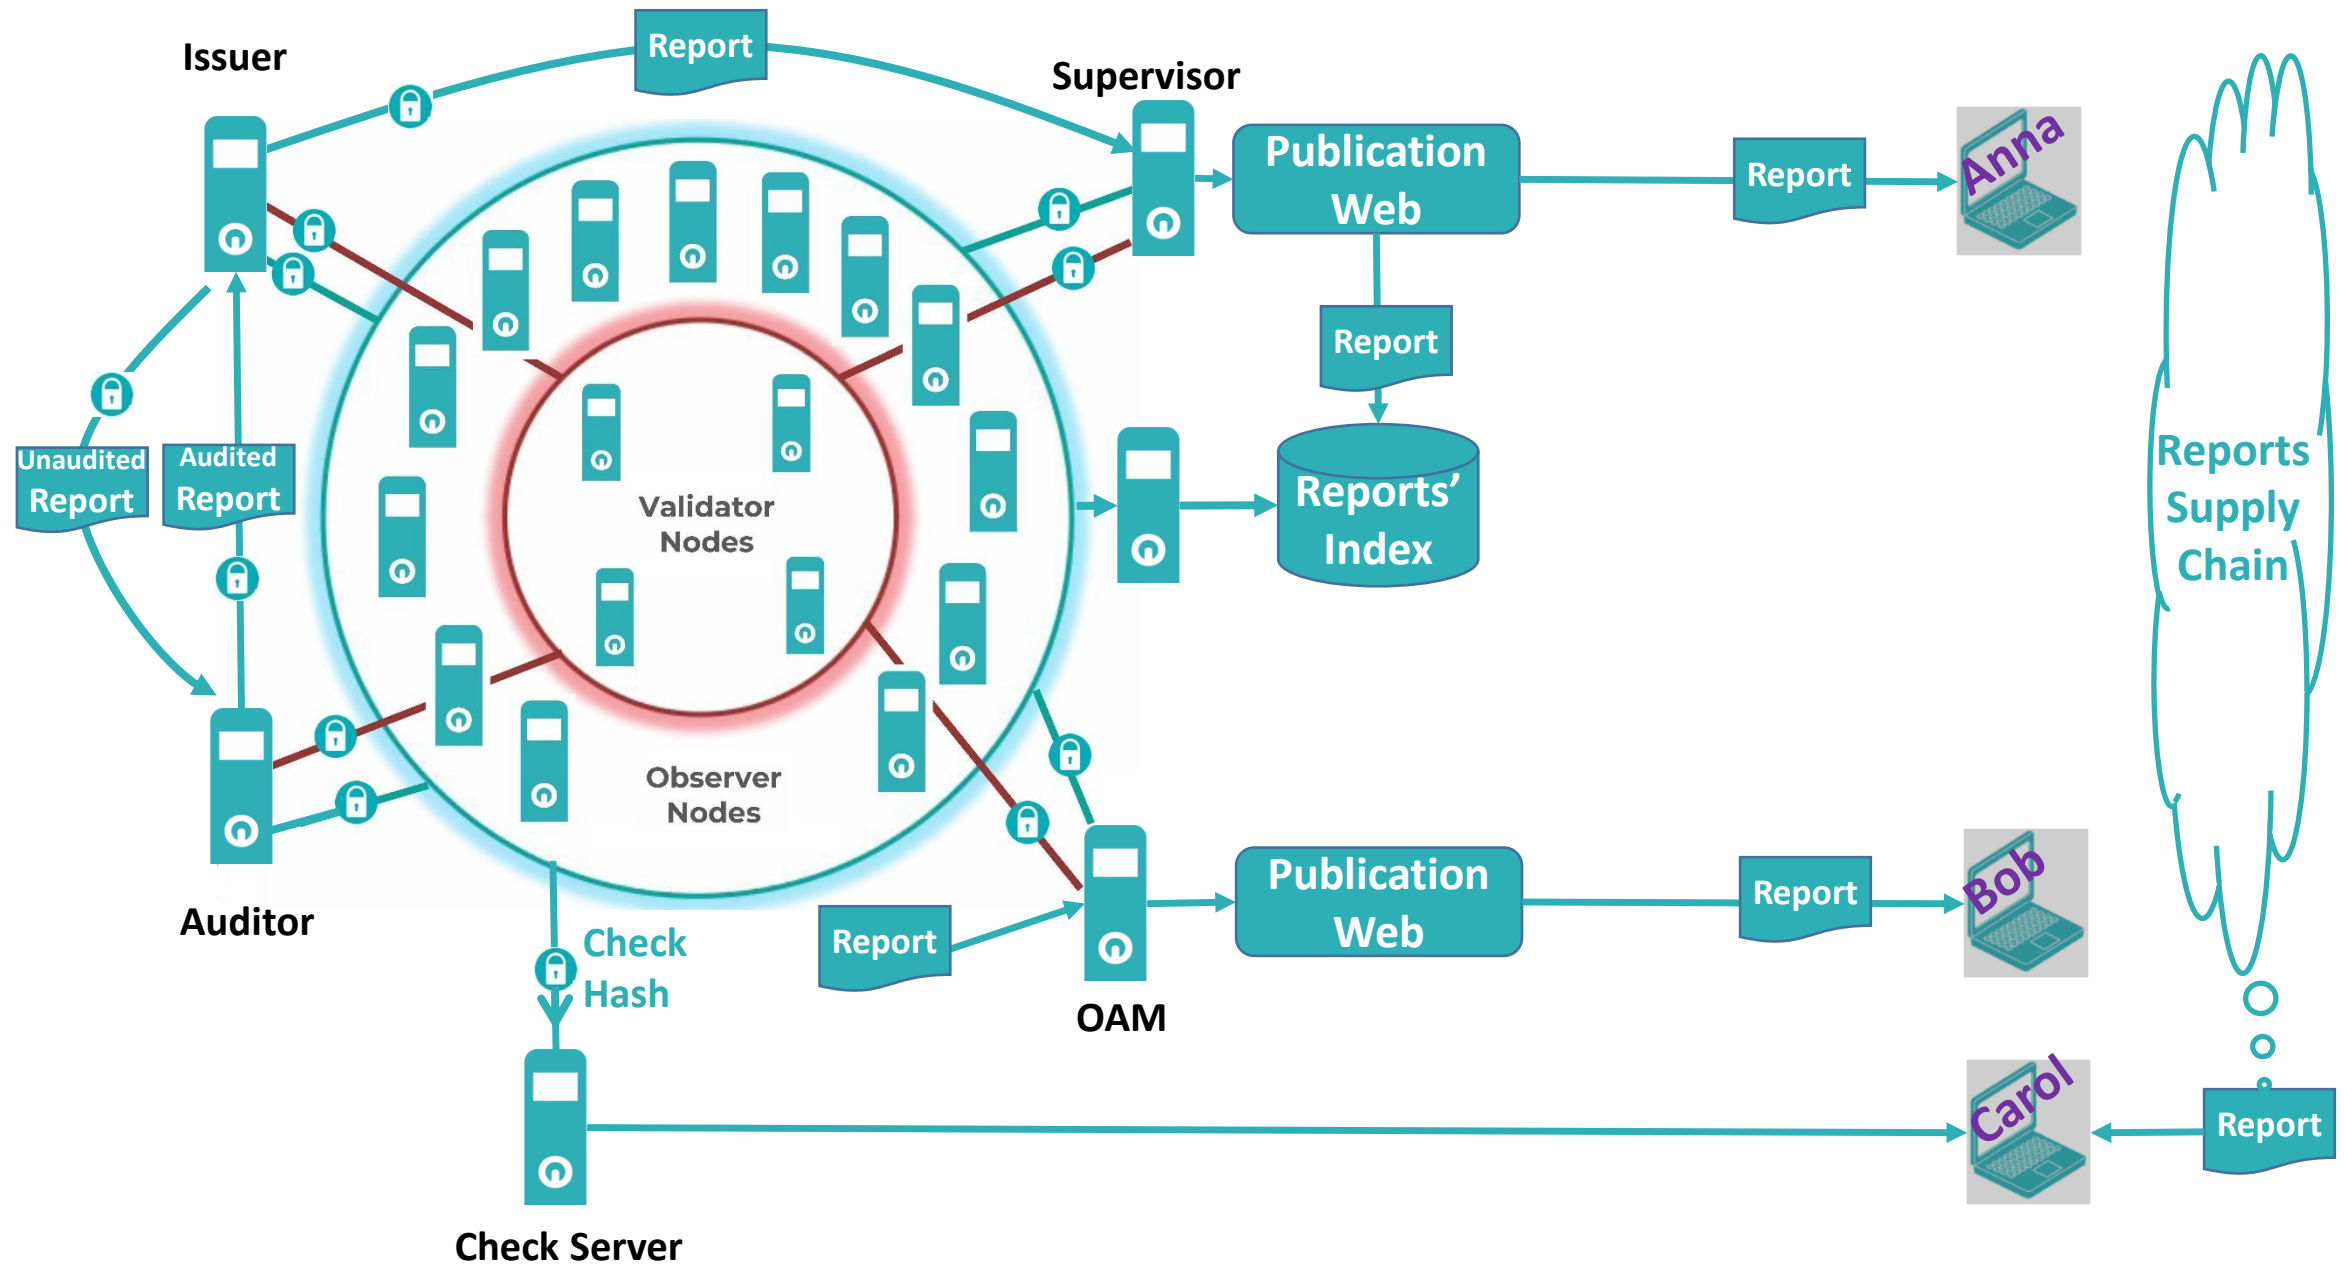 Issuer
Report
Supervisor
Publication
Web
Report
Anna
Report
Unaudited
Report
Audited
Report
Validator
Nodes
Reports’
Index
Reports
Supply
Chain
Observer
Nodes
Auditor
Check
Hash
Report
OAM
Publication
Web
Report
Bob
Carol
Report
Check Server